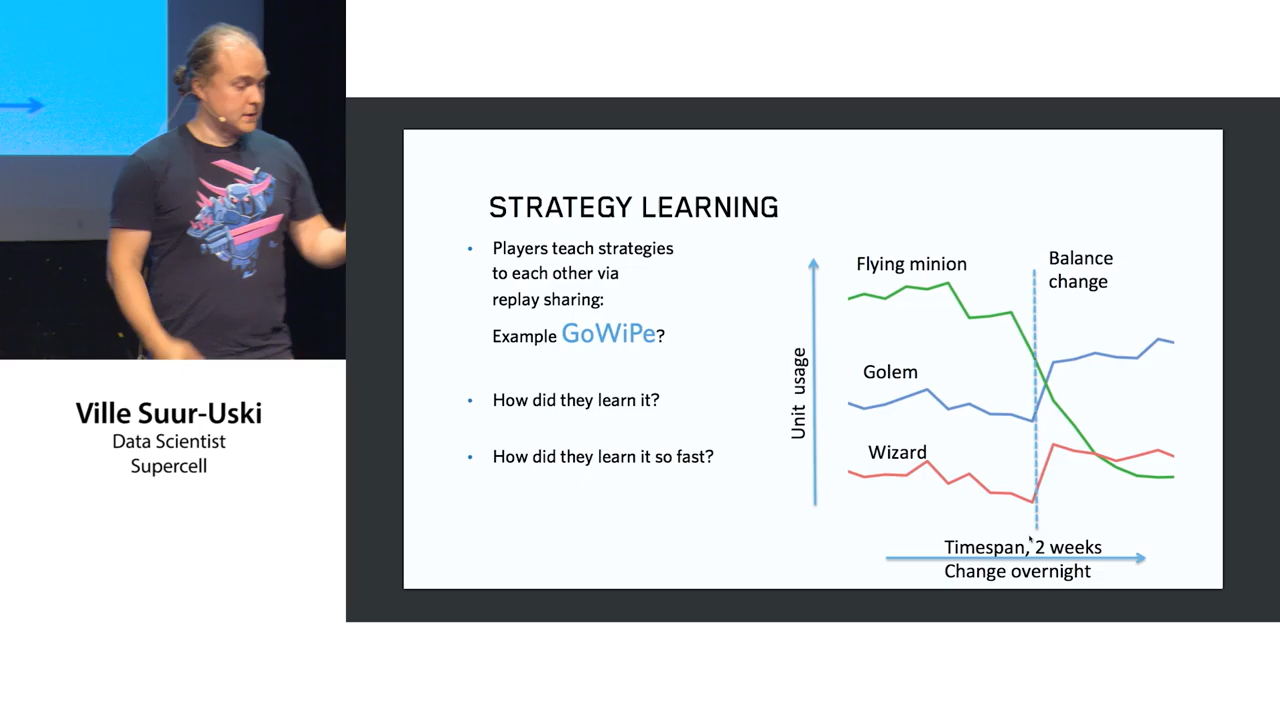 Ville Suur-Uski
Data Scientist
Supercell
STRATEGY LEARNING
• Players teach strategies
to each other via
replay sharing:
Example GoWiPe?
• How did they learn it?
• How did they learn it so fast?
Unit usage
Flying minion
Balance
change
Golem
Wizard
Timespan, 2 weeks
Change overnight